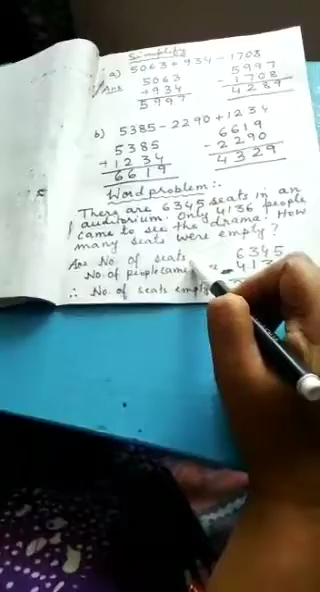 Simplify
a) 5063 + 934 - 1708
Ans 5063 5997
+ 934 - 1708
5997 4289
b) 5385 - 2290 + 1234
5385 6619
+ 1234 - 2290
6619 4329
Word problem :-
There are 6345 seats in an
auditorium. Only 4136 people
came to see the drama. How
many seats were empty?
Ans No. of seats 6345
No. of people came = - 413
∴ No. of seats empty